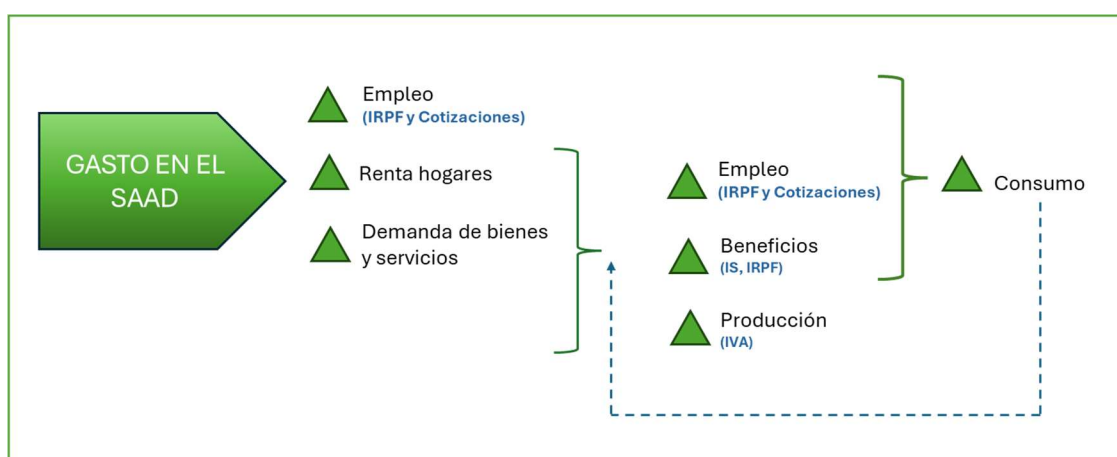 GASTO EN EL
SAAD
Empleo
(IRPF y Cotizaciones)
Renta hogares
Demanda de bienes
y servicios
Empleo
(IRPF y Cotizaciones)
Beneficios
(IS, IRPF)
Producción
(IVA)
Consumo